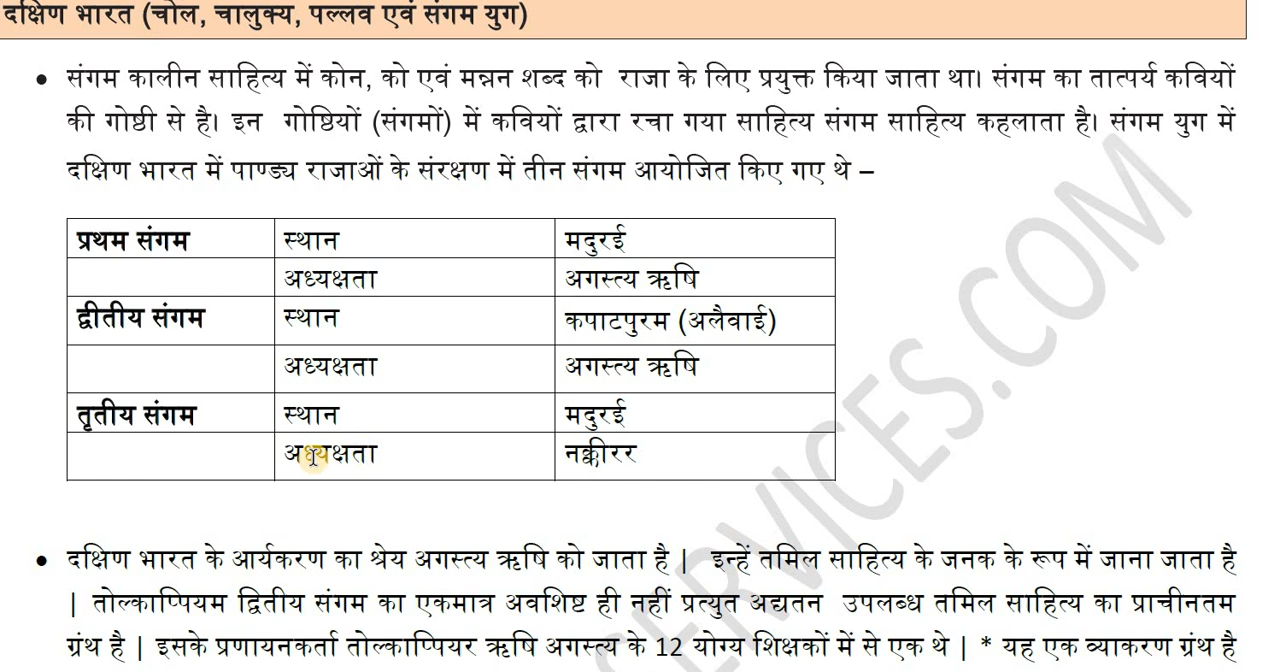 दक्षिण भारत (चोल, चालुक्य, पल्लव एवं संगम युग)
• संगम कालीन साहित्य में कोन, को एवं मन्नन शब्द को राजा के लिए प्रयुक्त किया जाता था। संगम का तात्पर्य कवियों
की गोष्ठी से है। इन गोष्ठियों (संगमों) में कवियों द्वारा रचा गया साहित्य संगम साहित्य कहलाता है। संगम युग में
दक्षिण भारत में पाण्ड्य राजाओं के संरक्षण में तीन संगम आयोजित किए गए थे –
प्रथम संगम स्थान मदुरई
अध्यक्षता अगस्त्य ऋषि
द्वीतीय संगम स्थान कपाटपुरम (अलैवाई)
अध्यक्षता अगस्त्य ऋषि
तृतीय संगम स्थान मदुरई
अध्यक्षता नक्कीरर
• दक्षिण भारत के आर्यकरण का श्रेय अगस्त्य ऋषि को जाता है | इन्हें तमिल साहित्य के जनक के रूप में जाना जाता है
| तोल्काप्पियम द्वितीय संगम का एकमात्र अवशिष्ट ही नहीं प्रत्युत अद्यतन उपलब्ध तमिल साहित्य का प्राचीनतम
ग्रंथ है | इसके प्रणायनकर्ता तोल्काप्पियर ऋषि अगस्त्य के 12 योग्य शिक्षकों में से एक थे | * यह एक व्याकरण ग्रंथ है
SERVICES.COM